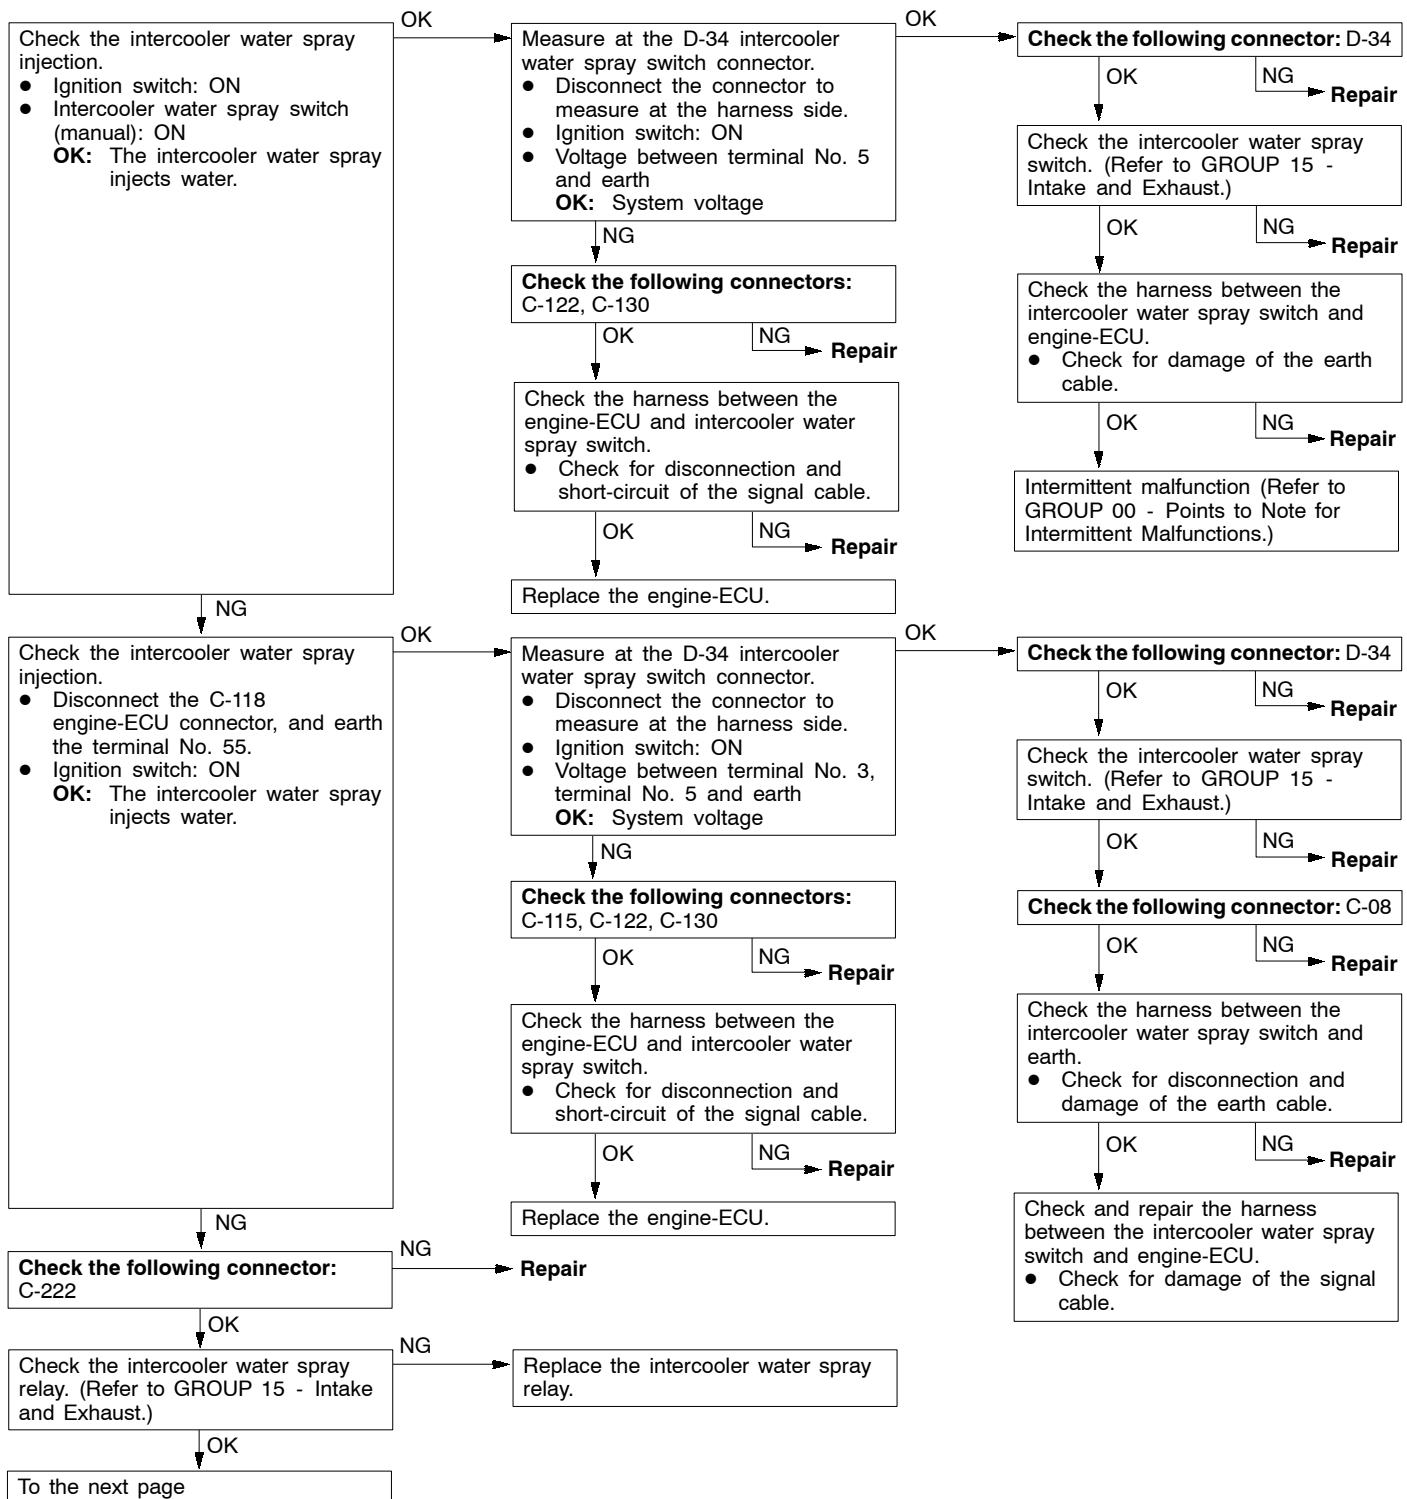 Check the intercooler water spray
injection.
● Ignition switch: ON
● Intercooler water spray switch
(manual): ON
OK: The intercooler water spray
injects water.
OK
Measure at the D-34 intercooler
water spray switch connector.
● Disconnect the connector to
measure at the harness side.
● Ignition switch: ON
● Voltage between terminal No. 5
and earth
OK: System voltage
OK
Check the following connector: D-34
OK
NG
Repair
Check the intercooler water spray
switch. (Refer to GROUP 15 -
Intake and Exhaust.)
OK
NG
Repair
Check the harness between the
intercooler water spray switch and
engine-ECU.
● Check for damage of the earth
cable.
OK
NG
Repair
Intermittent malfunction (Refer to
GROUP 00 - Points to Note for
Intermittent Malfunctions.)
NG
Check the following connectors:
C-122, C-130
OK
NG
Repair
Check the harness between the
engine-ECU and intercooler water
spray switch.
● Check for disconnection and
short-circuit of the signal cable.
OK
NG
Repair
Replace the engine-ECU.
NG
Check the intercooler water spray
injection.
● Disconnect the C-118
engine-ECU connector, and earth
the terminal No. 55.
● Ignition switch: ON
OK: The intercooler water spray
injects water.
OK
Measure at the D-34 intercooler
water spray switch connector.
● Disconnect the connector to
measure at the harness side.
● Ignition switch: ON
● Voltage between terminal No. 3,
terminal No. 5 and earth
OK: System voltage
OK
Check the following connector: D-34
OK
NG
Repair
Check the intercooler water spray
switch. (Refer to GROUP 15 -
Intake and Exhaust.)
OK
NG
Repair
Check the following connector: C-08
OK
NG
Repair
Check the harness between the
intercooler water spray switch and
earth.
● Check for disconnection and
damage of the earth cable.
OK
NG
Repair
Check and repair the harness
between the intercooler water spray
switch and engine-ECU.
● Check for damage of the signal
cable.
NG
Check the following connectors:
C-115, C-122, C-130
OK
NG
Repair
Check the harness between the
engine-ECU and intercooler water
spray switch.
● Check for disconnection and
short-circuit of the signal cable.
OK
NG
Repair
Replace the engine-ECU.
NG
Check the following connector:
C-222
NG
Repair
OK
Check the intercooler water spray
relay. (Refer to GROUP 15 - Intake
and Exhaust.)
NG
Replace the intercooler water spray
relay.
OK
To the next page